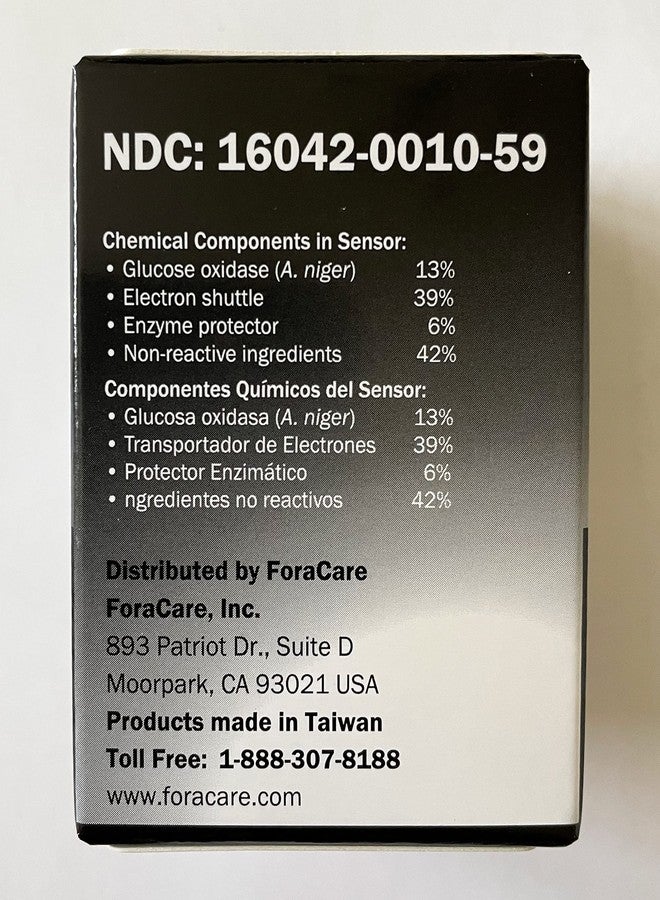 NDC: 16042-0010-59
Chemical Components in Sensor:
• Glucose oxidase (A. niger) 13%
• Electron shuttle 39%
• Enzyme protector 6%
• Non-reactive ingredients 42%
Componentes Químicos del Sensor:
• Glucosa oxidasa (A. niger) 13%
• Transportador de Electrones 39%
• Protector Enzimático 6%
• ngredientes no reactivos 42%
Distributed by ForaCare
ForaCare, Inc.
893 Patriot Dr., Suite D
Moorpark, CA 93021 USA
Products made in Taiwan
Toll Free: 1-888-307-8188
www.foracare.com